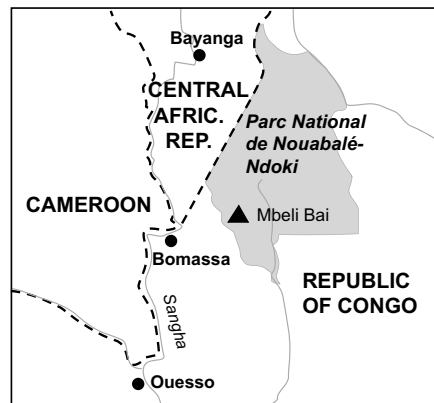 Bayanga
CENTRAL
AFRIC.
REP.
Parc National
de Nouabalé-
Ndoki
CAMEROON
Mbeli Bai
Bomassa
REPUBLIC
OF CONGO
Sangha
Ouesso